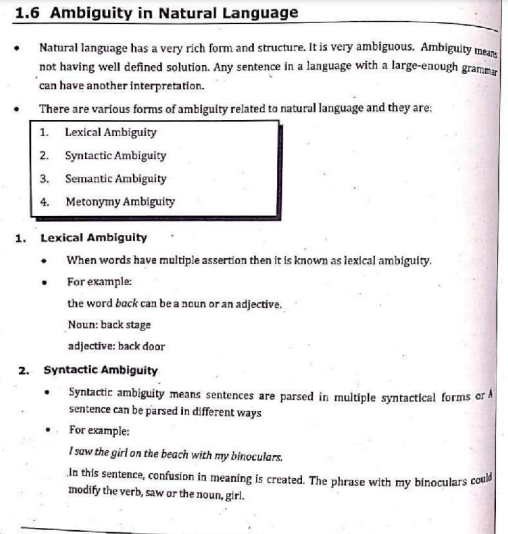 1.6 Ambiguity in Natural Language
• Natural language has a very rich form and structure. It is very ambiguous. Ambiguity means
not having well defined solution. Any sentence in a language with a large-enough grammar
can have another interpretation.
• There are various forms of ambiguity related to natural language and they are:
1. Lexical Ambiguity
2. Syntactic Ambiguity
3. Semantic Ambiguity
4. Metonymy Ambiguity
1. Lexical Ambiguity
• When words have multiple assertion then it is known as lexical ambiguity.
• For example:
the word back can be a noun or an adjective.
Noun: back stage
adjective: back door
2. Syntactic Ambiguity
• Syntactic ambiguity means sentences are parsed in multiple syntactical forms or A
sentence can be parsed in different ways
• For example:
I saw the girl on the beach with my binoculars.
In this sentence, confusion in meaning is created. The phrase with my binoculars could
modify the verb, saw or the noun, girl.